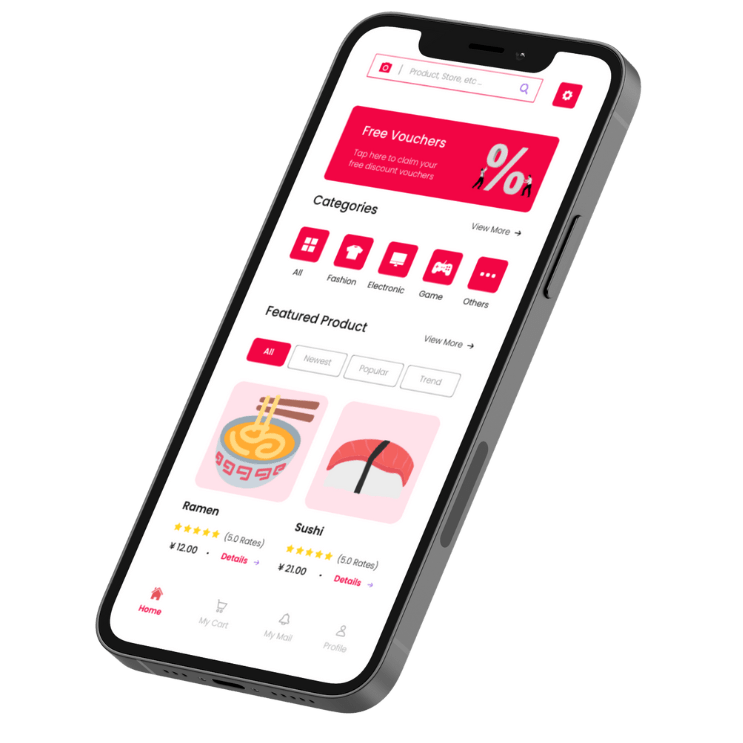 Product, Store, etc ..
Free Vouchers
Tap here to claim your
free discount vouchers
%
Categories
View More →
All
Fashion
Electronic
Game
Others
Featured Product
View More →
All
Newest
Popular
Trend
Ramen
(5.0 Rates)
¥ 12.00 • Details →
Sushi
(5.0 Rates)
¥ 21.00 • Details →
Home
My Cart
My Mail
Profile